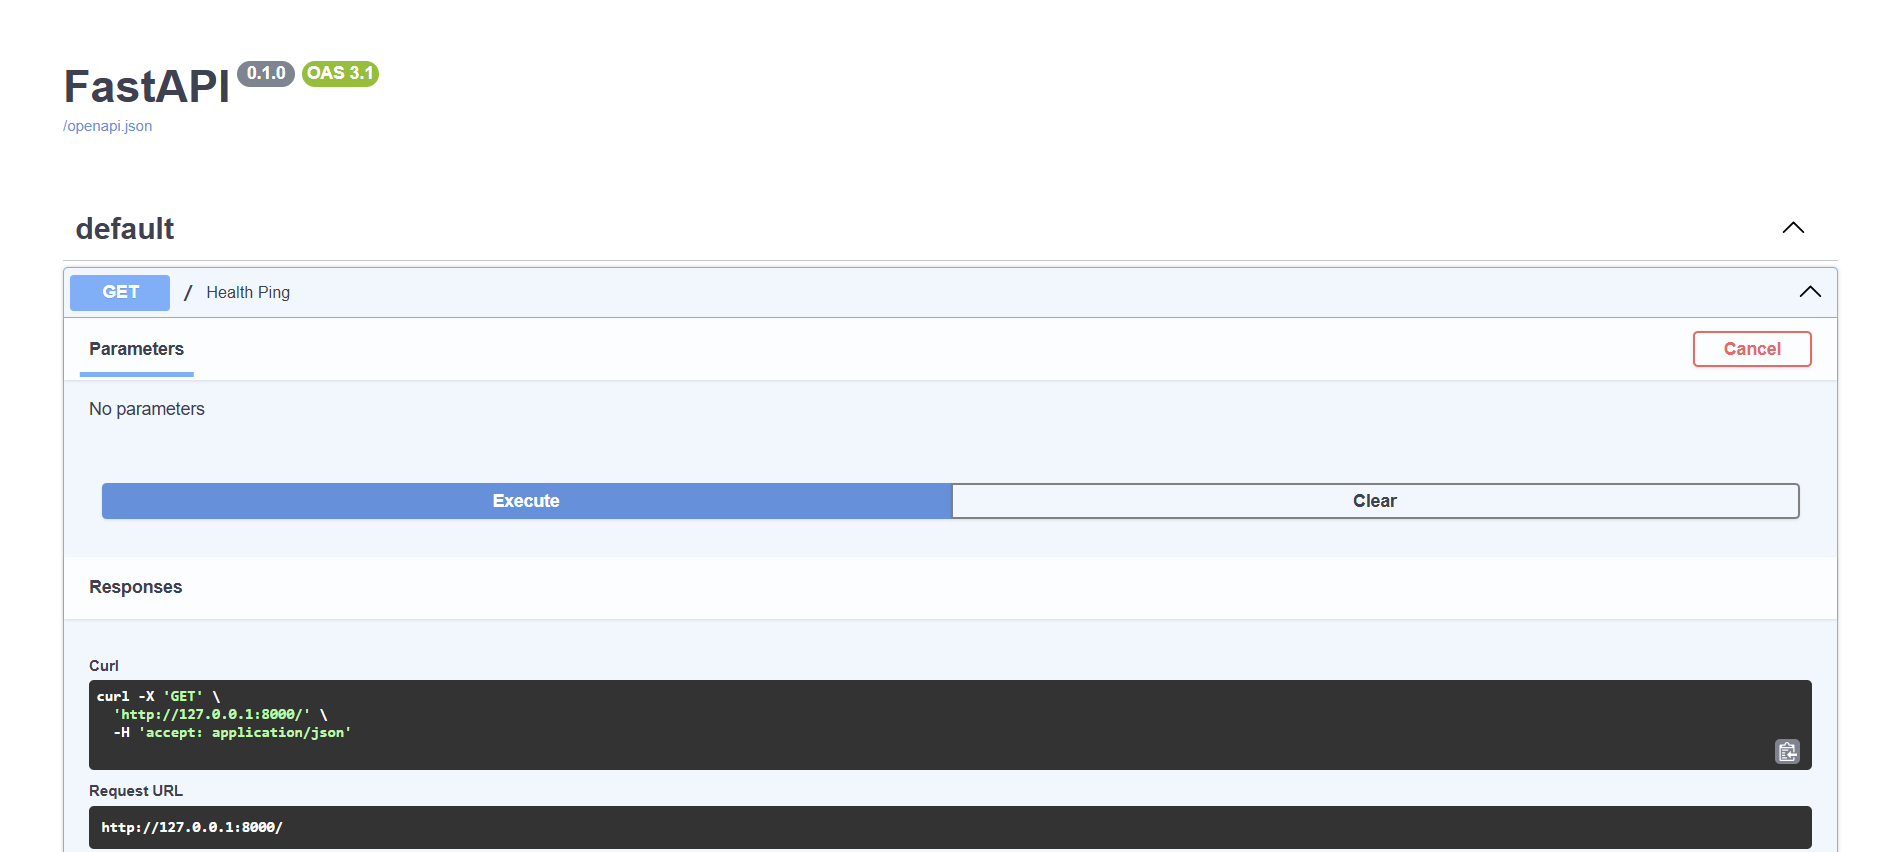 FastAPI 0.1.0 OAS 3.1
/openapi.json
default
GET / Health Ping
Parameters Cancel
No parameters
Execute Clear
Responses
Curl
curl -X 'GET' \
  'http://127.0.0.1:8000/' \
  -H 'accept: application/json'
Request URL
http://127.0.0.1:8000/